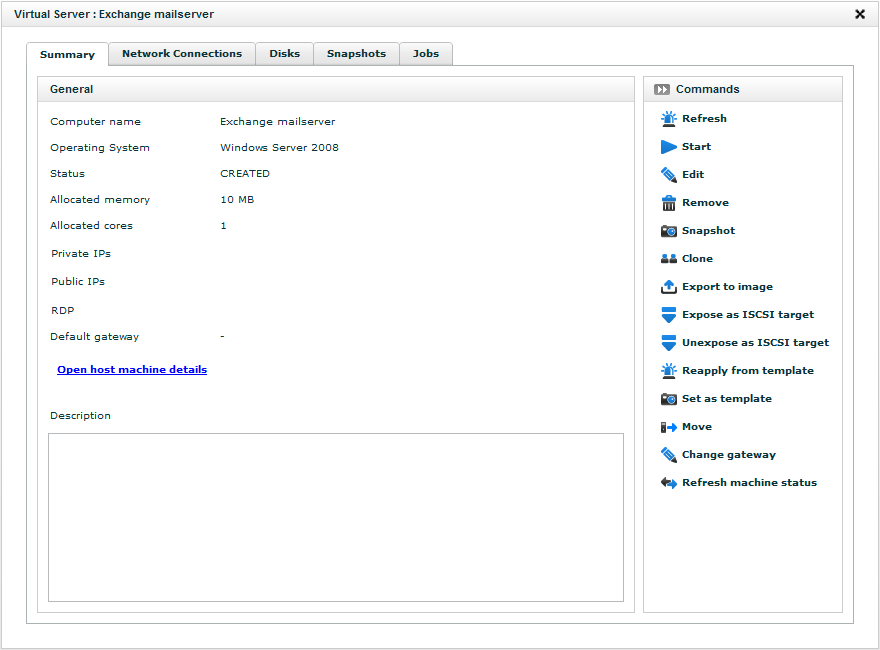 Virtual Server : Exchange mailserver
Summary
Network Connections
Disks
Snapshots
Jobs
General
Computer name Exchange mailserver
Operating System Windows Server 2008
Status CREATED
Allocated memory 10 MB
Allocated cores 1
Private IPs
Public IPs
RDP
Default gateway -
Open host machine details
Description
Commands
Refresh
Start
Edit
Remove
Snapshot
Clone
Export to image
Expose as ISCSI target
Unexpose as ISCSI target
Reapply from template
Set as template
Move
Change gateway
Refresh machine status